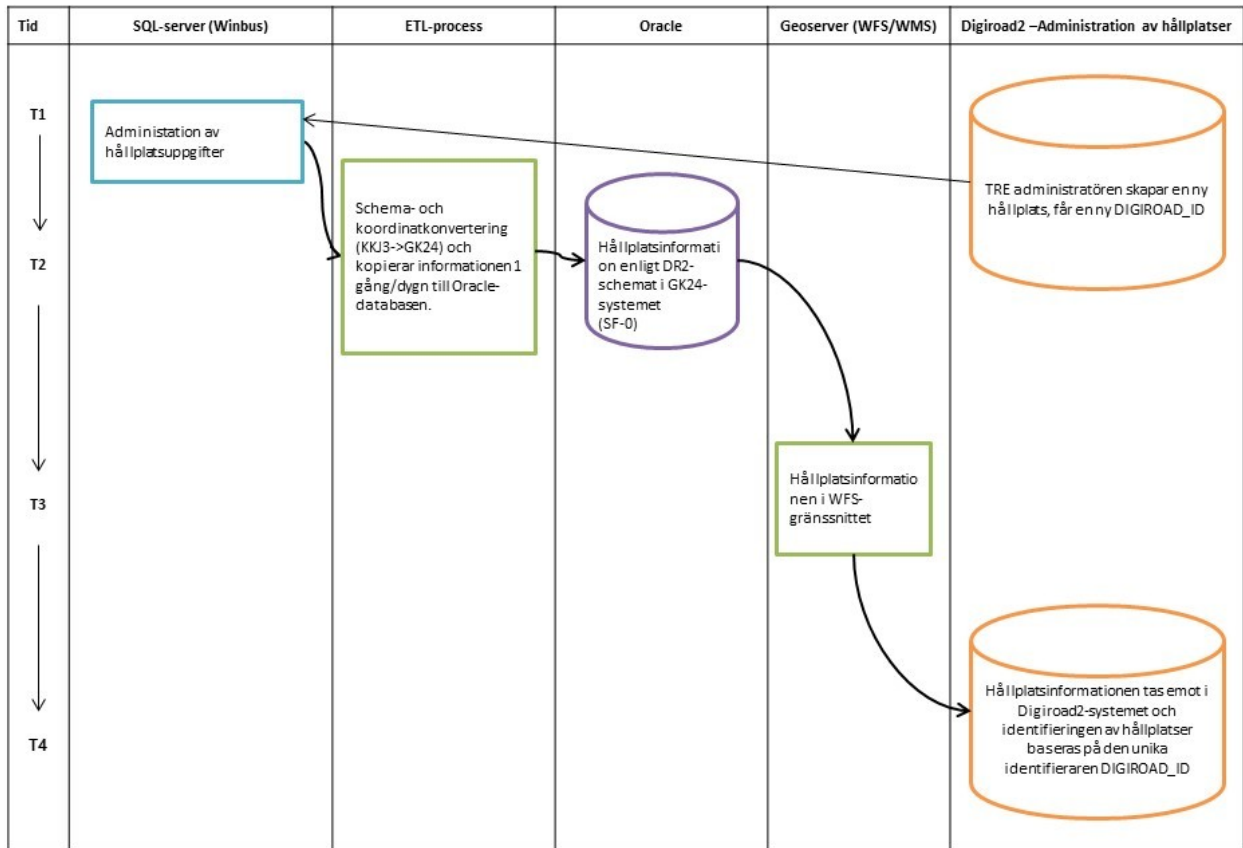 Tid
SQL-server (Winbus)
ETL-process
Oracle
Geoserver (WFS/WMS)
Digiroad2 –Administration av hållplatser
T1
Administation av
hållplatsuppgifter
TRE administratören skapar en ny
hållplats, får en ny DIGIROAD_ID
T2
Schema- och
koordinatkonvertering
(KKJ3->GK24) och
kopierar informationen 1
gång/dygn till Oracle-
databasen.
Hållplatsinformati
on enligt DR2-
schemat i GK24-
systemet
(SF-0)
T3
Hållplatsinformatio
nen i WFS-
gränssnittet
T4
Hållplatsinformationen tas emot i
Digiroad2-systemet och
identifieringen av hållplatser
baseras på den unika
identifieraren DIGIROAD_ID